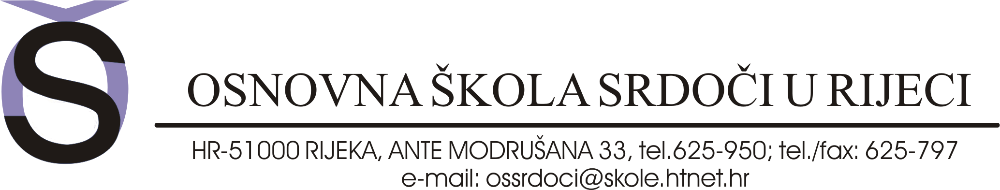 OSNOVNA ŠKOLA SRDOČI U RIJECI
HR-51000 RIJEKA, ANTE MODRUŠANA 33, tel.625-950; tel./fax: 625-797
e-mail: ossrdoci@skole.htnet.hr